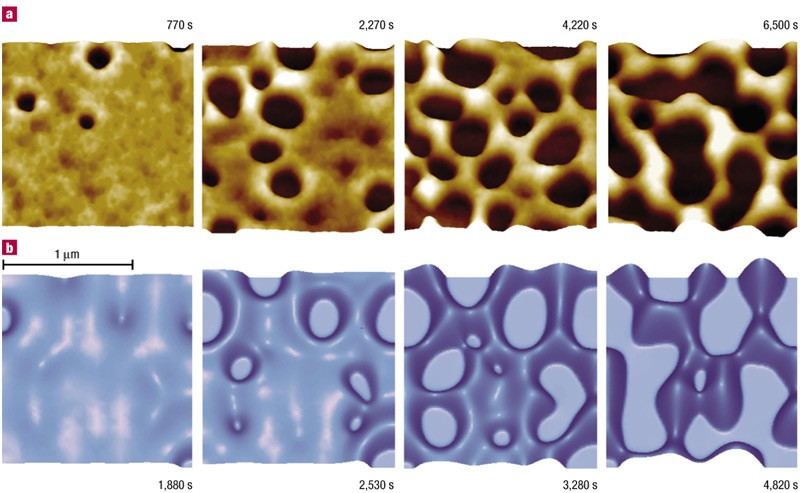 a
770 s
2,270 s
4,220 s
6,500 s
b
1 μm
1,880 s
2,530 s
3,280 s
4,820 s